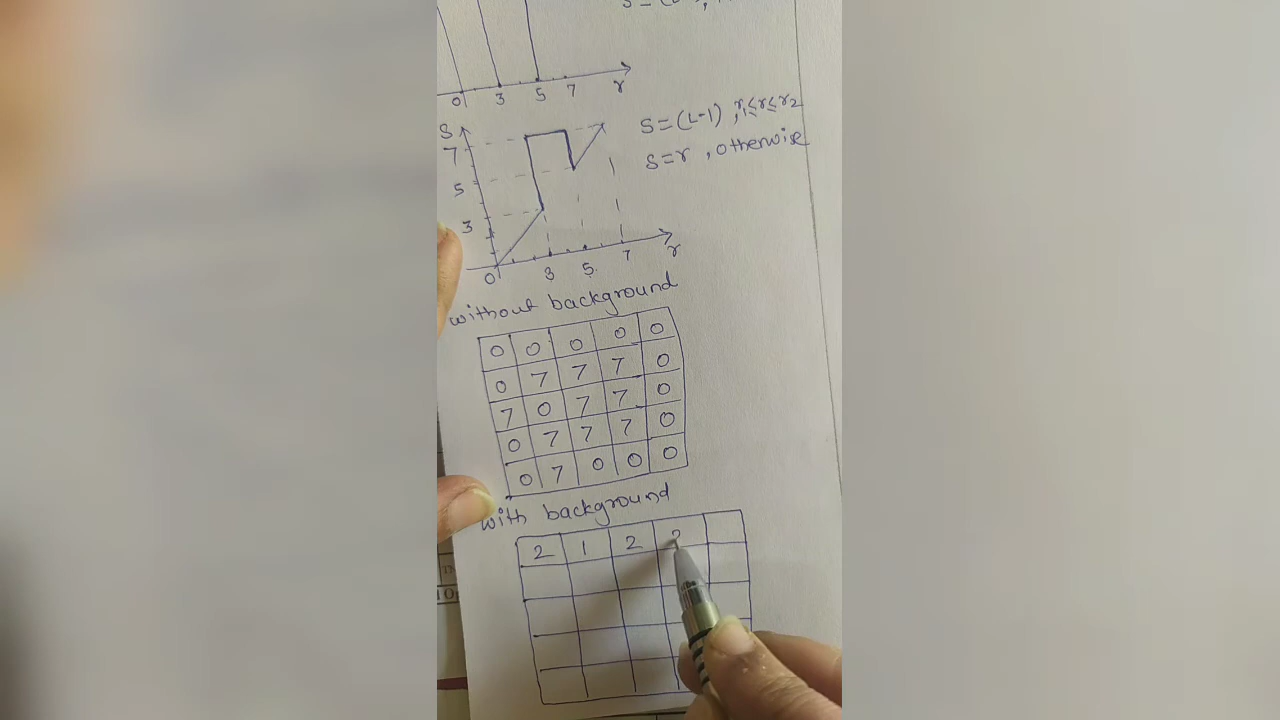 0 3 5 7 r
S
7
5
3
0 3 5 7 r
S=(L-1) , r1≤r≤r2
S=r , otherwise
without background
0 0 0 0 0
0 7 7 7 0
7 0 7 7 0
0 7 7 7 0
0 7 0 0 0
with background
2 1 2